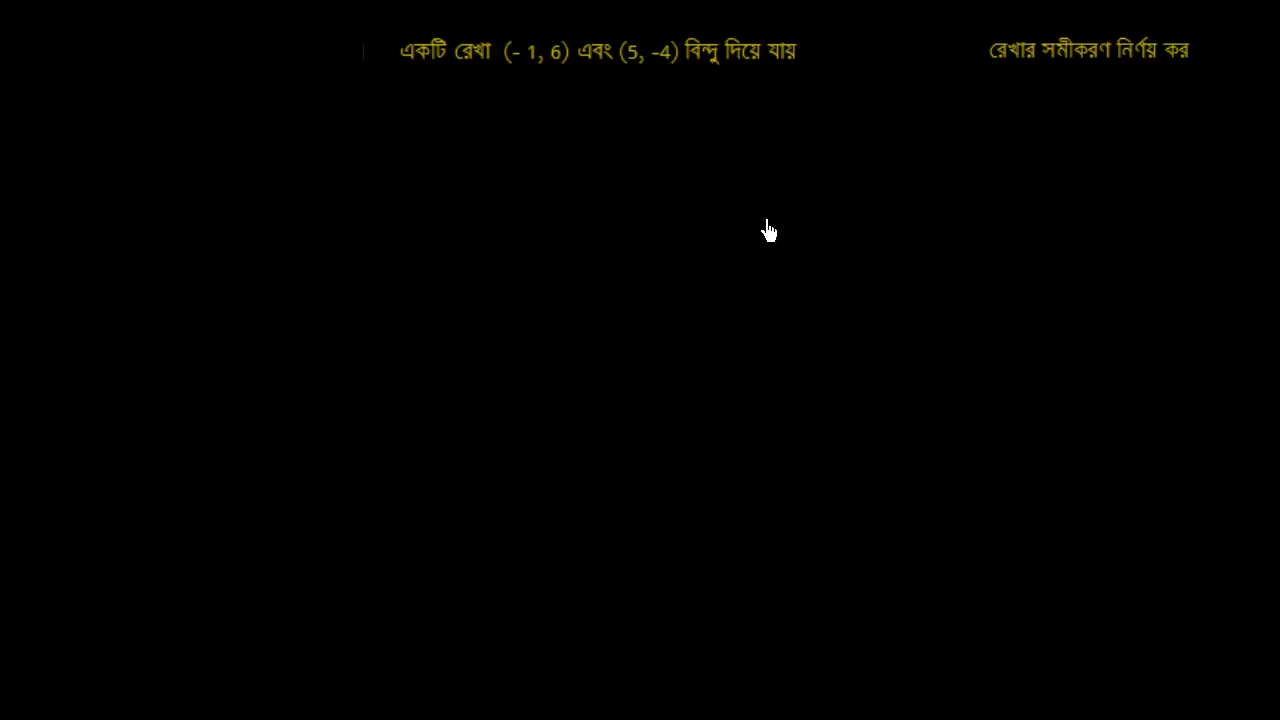 একটি রেখা (- 1, 6) এবং (5, -4) বিন্দু দিয়ে যায় রেখার সমীকরণ নির্ণয় কর